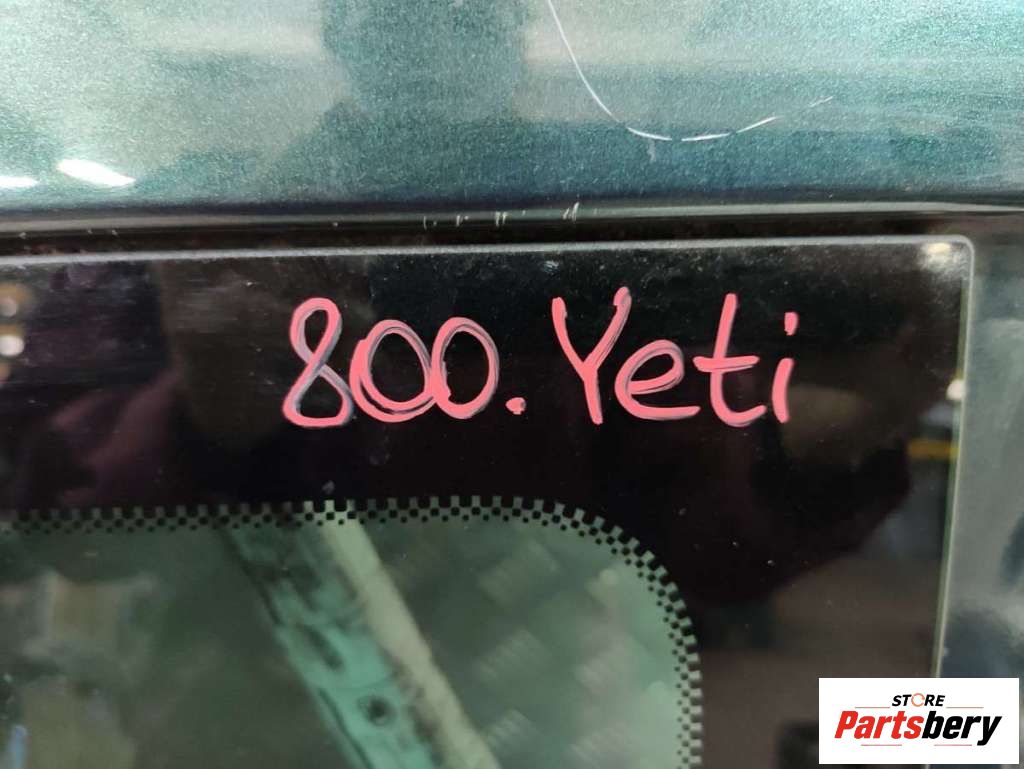 800. Yeti
STORE
Partsbery